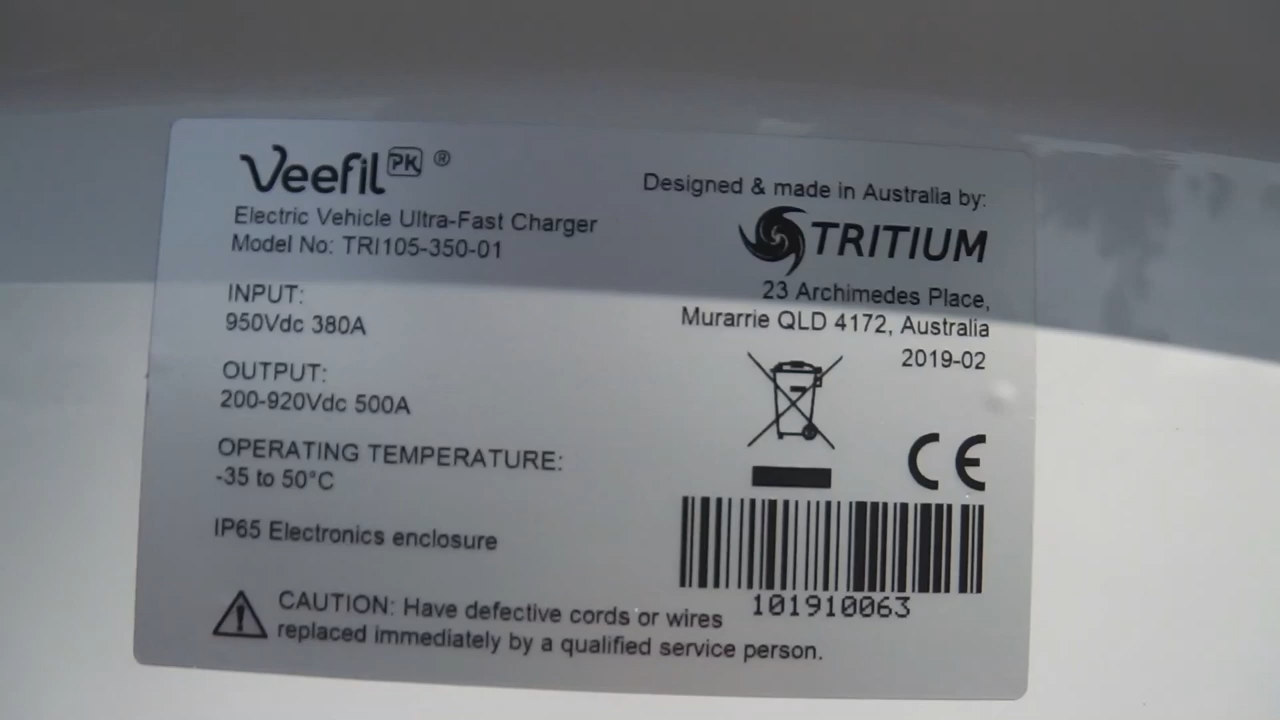 Veefil PK ®
Electric Vehicle Ultra-Fast Charger
Model No: TRI105-350-01
INPUT:
950Vdc 380A
OUTPUT:
200-920Vdc 500A
OPERATING TEMPERATURE:
-35 to 50°C
IP65 Electronics enclosure
CAUTION: Have defective cords or wires
replaced immediately by a qualified service person.
Designed & made in Australia by:
TRITIUM
23 Archimedes Place,
Murarrie QLD 4172, Australia
2019-02
CE
101910063